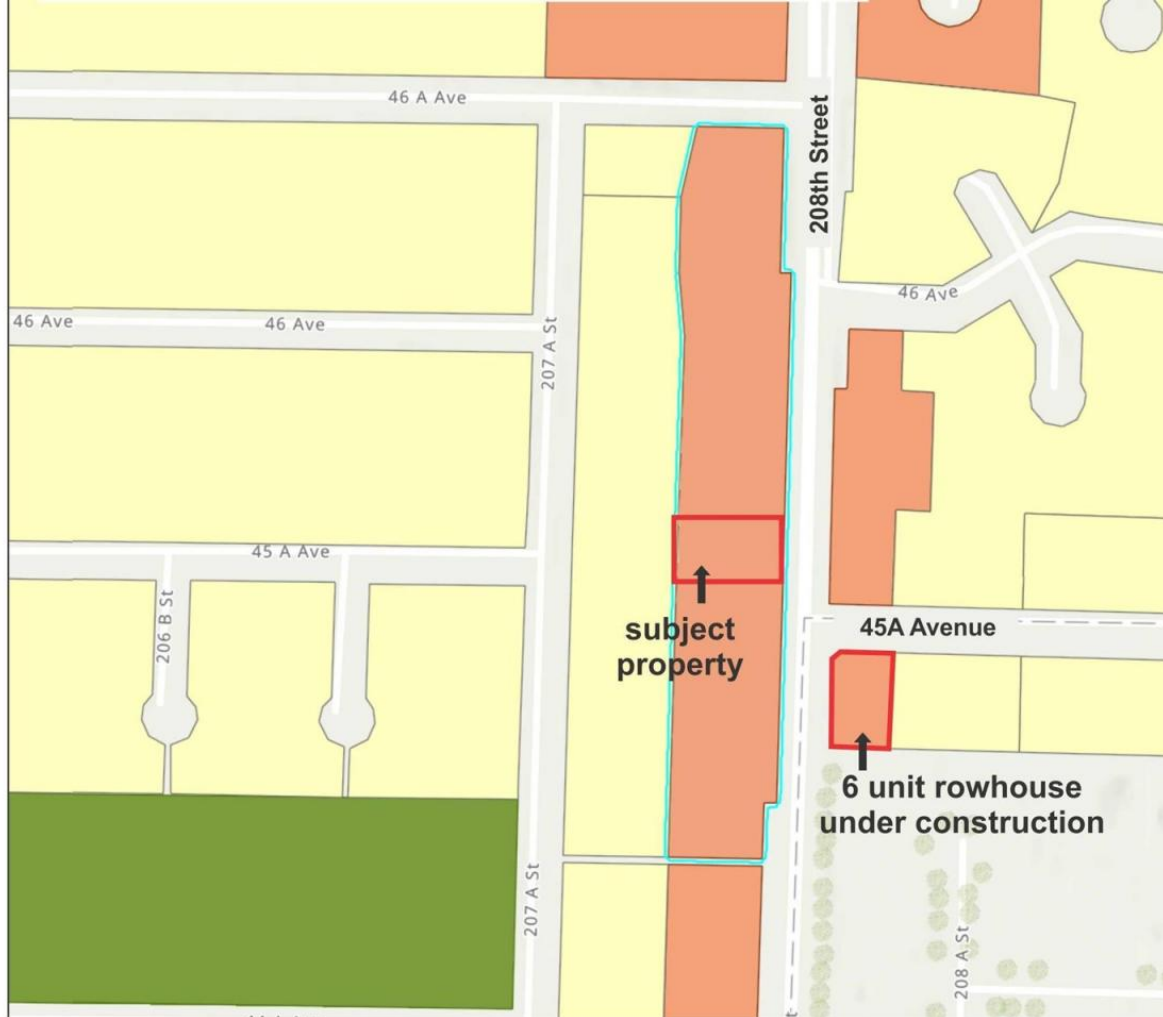 46 A Ave
208th Street
46 Ave
46 Ave
46 Ave
207 A St
45 A Ave
206 B St
subject
property
45A Avenue
6 unit rowhouse
under construction
207 A St
208 A St